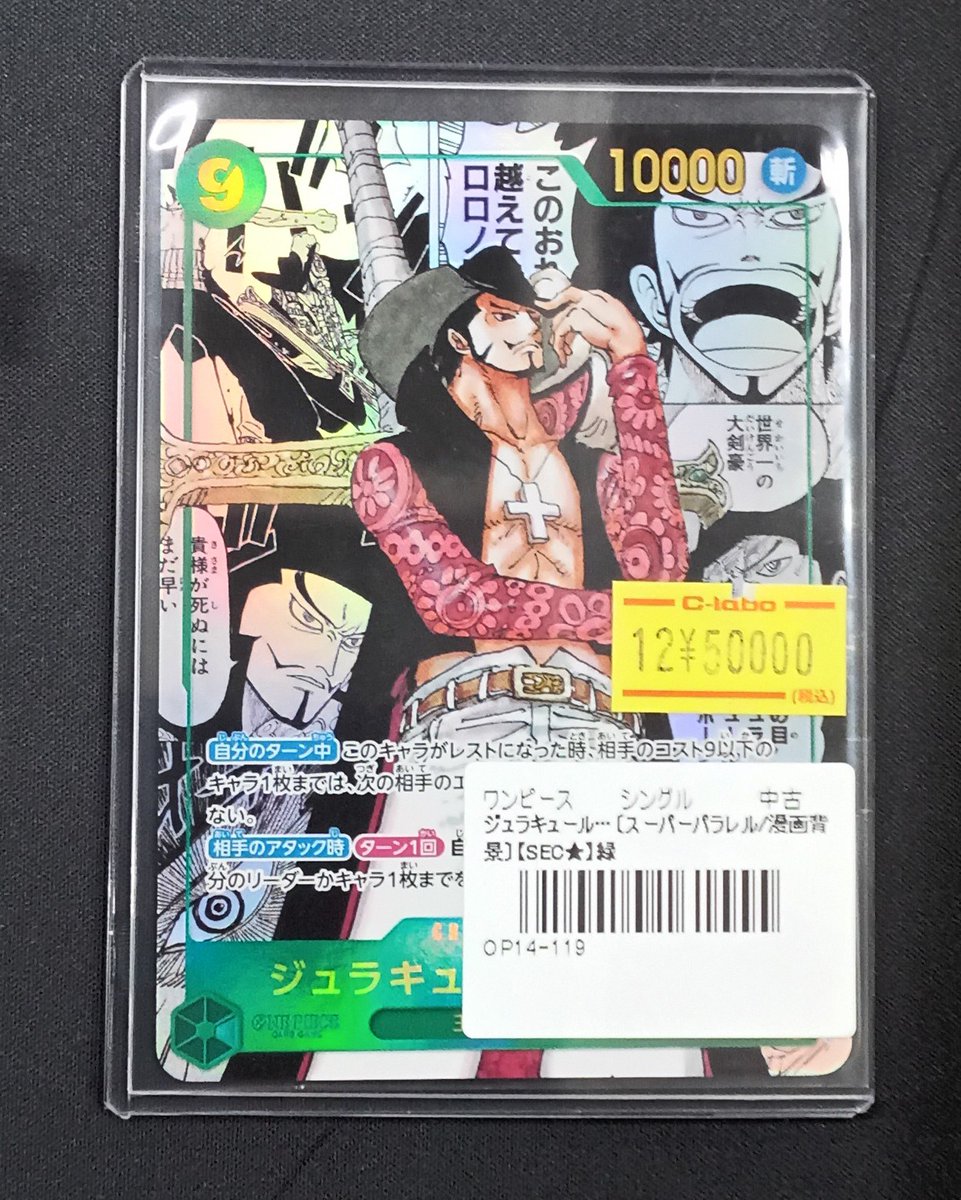 9
10000
斬
このおれ
越えて
ロロノ
世界一の
大剣豪
貴様が死ぬには
まだ早い
C-labo
12¥50000
(税込)
自分のターン中 このキャラがレストになった時、相手のコスト9以下の
キャラ1枚までは、次の相手のエ
ない。
相手のアタック時 ターン1回 自
分のリーダーかキャラ1枚までを
ワンピース シングル 中古
ジュラキュール…〔スーパーパラレル/漫画背
景〕【SEC★】緑
OP14-119
ジュラキュ
ONE PIECE
CARD GAME